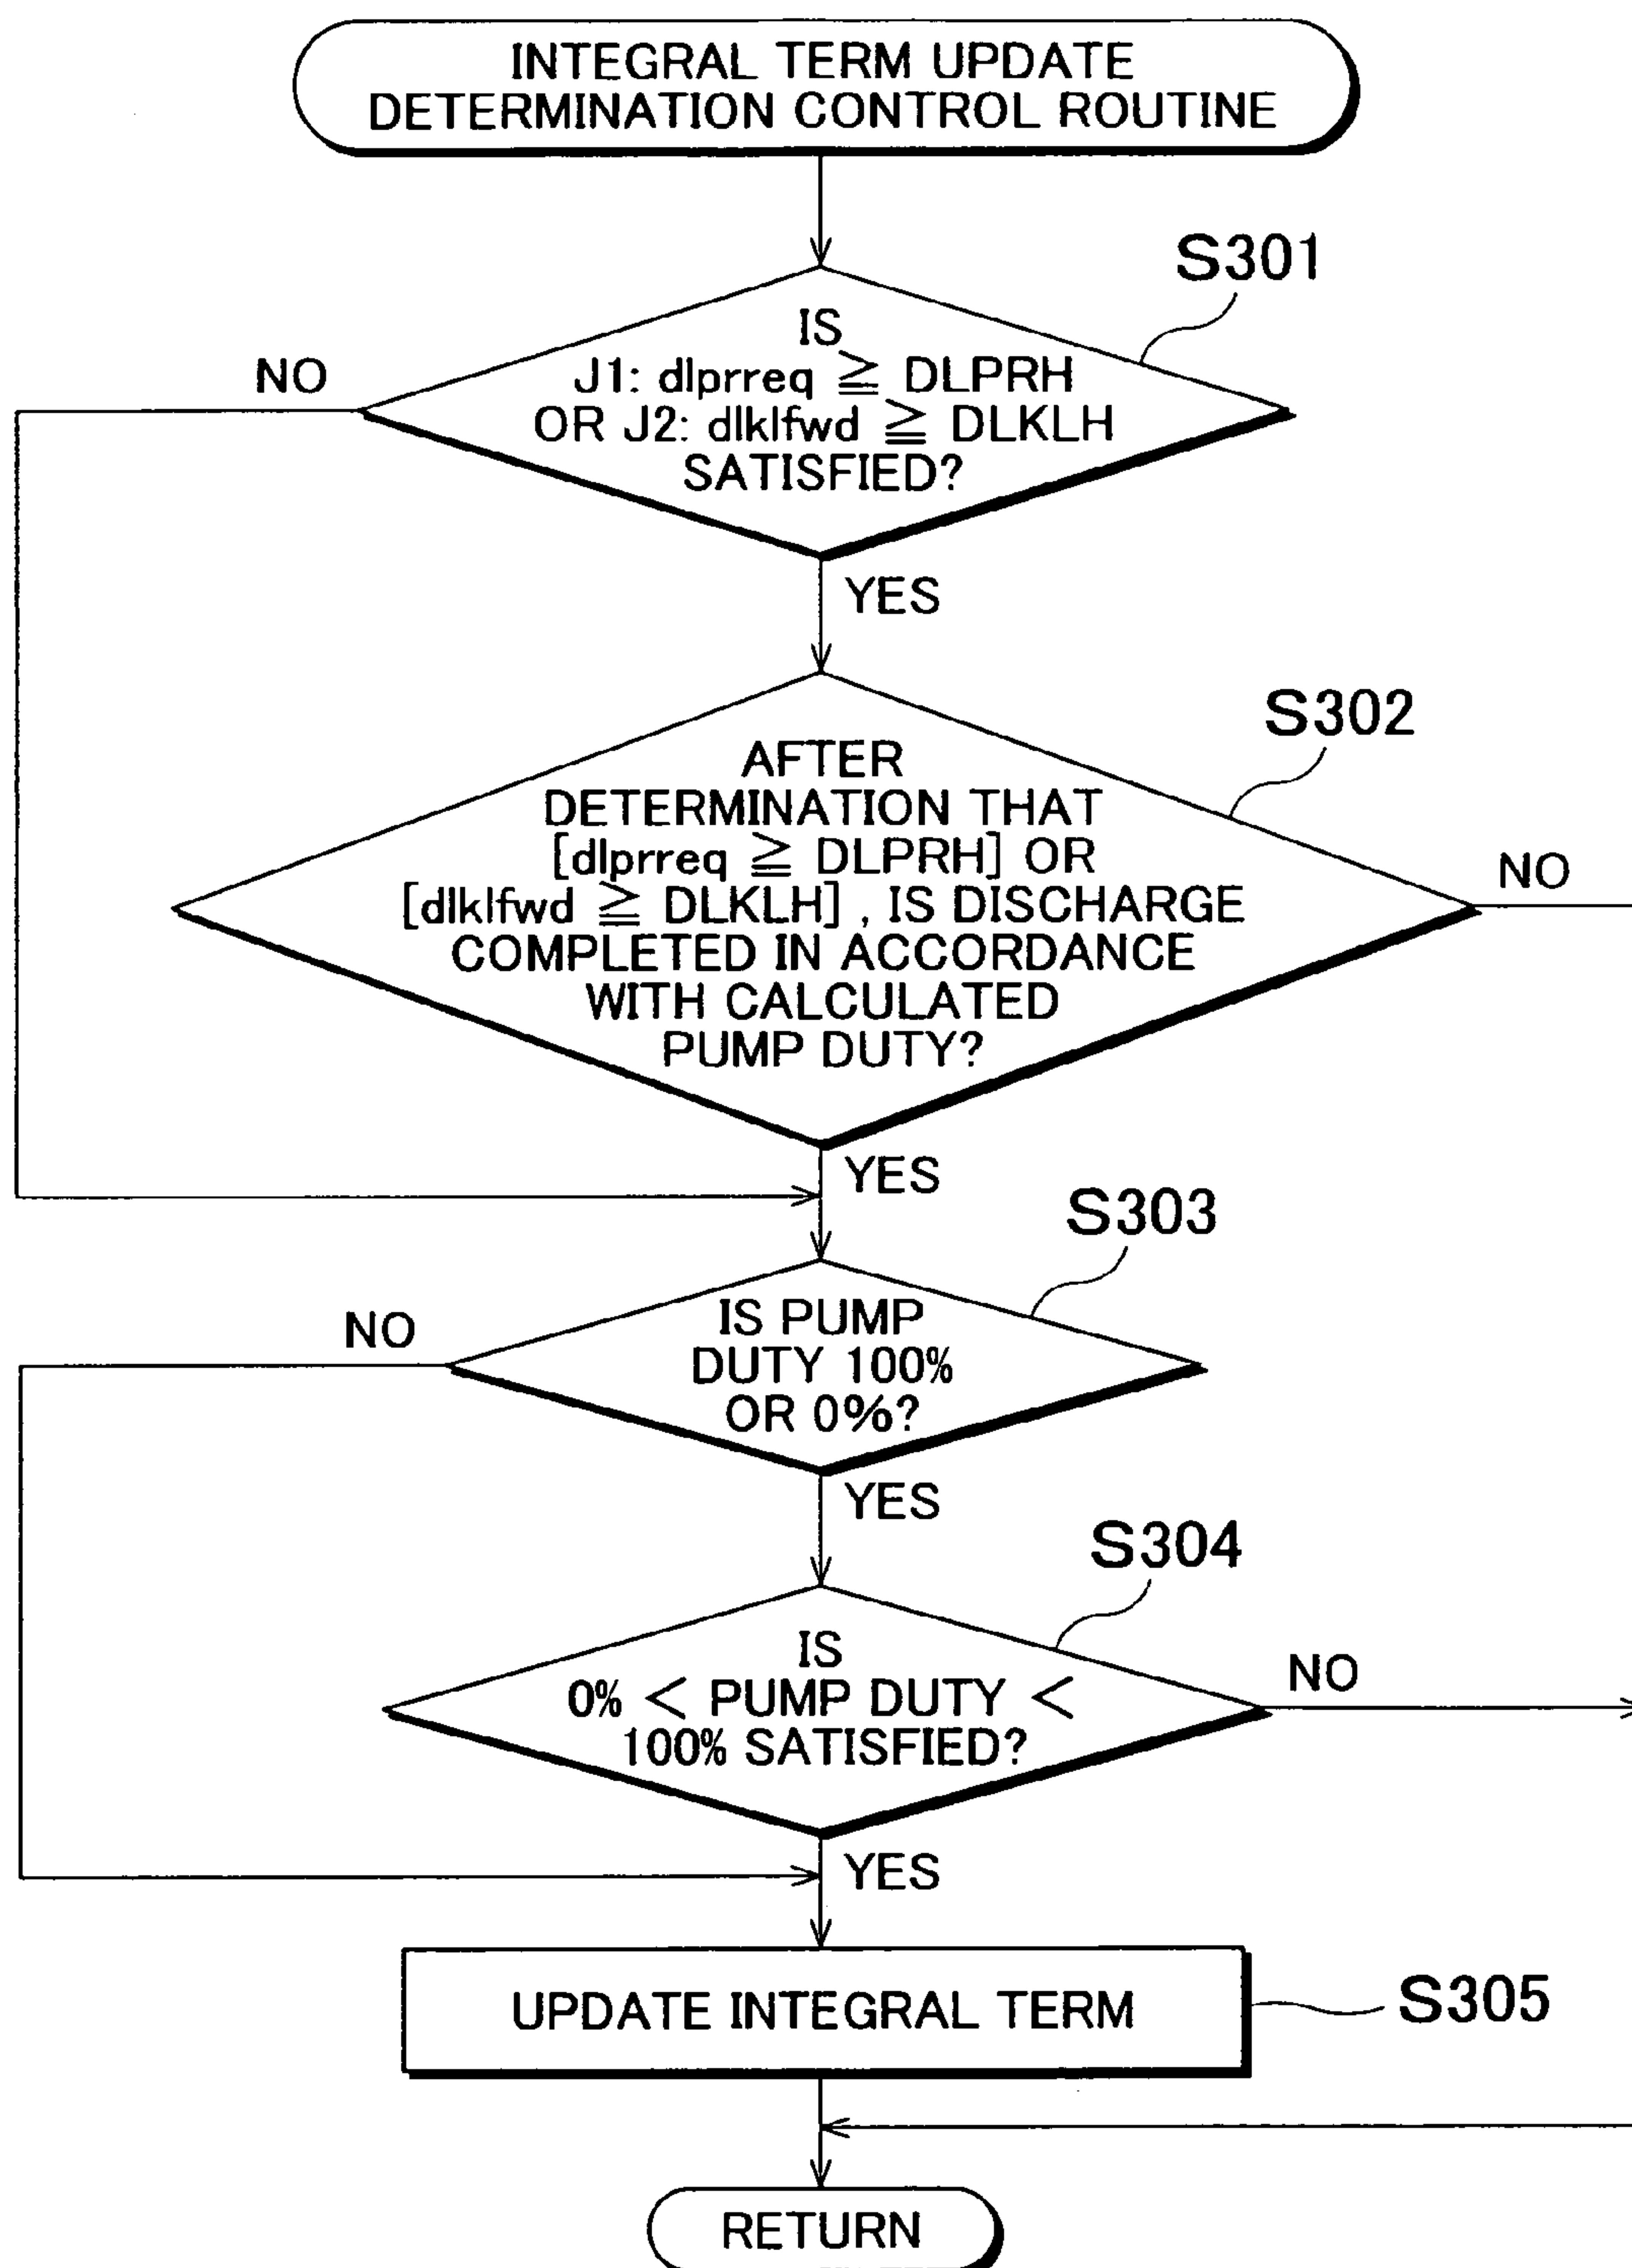 INTEGRAL TERM UPDATE
DETERMINATION CONTROL ROUTINE
S301
IS
J1: dlprreq ≧ DLPRH
OR J2: dlklfwd ≧ DLKLH
SATISFIED?
NO
YES
S302
AFTER
DETERMINATION THAT
[dlprreq ≧ DLPRH] OR
[dlklfwd ≧ DLKLH] , IS DISCHARGE
COMPLETED IN ACCORDANCE
WITH CALCULATED
PUMP DUTY?
NO
YES
S303
IS PUMP
DUTY 100%
OR 0%?
NO
YES
S304
IS
0% < PUMP DUTY <
100% SATISFIED?
NO
YES
UPDATE INTEGRAL TERM
S305
RETURN